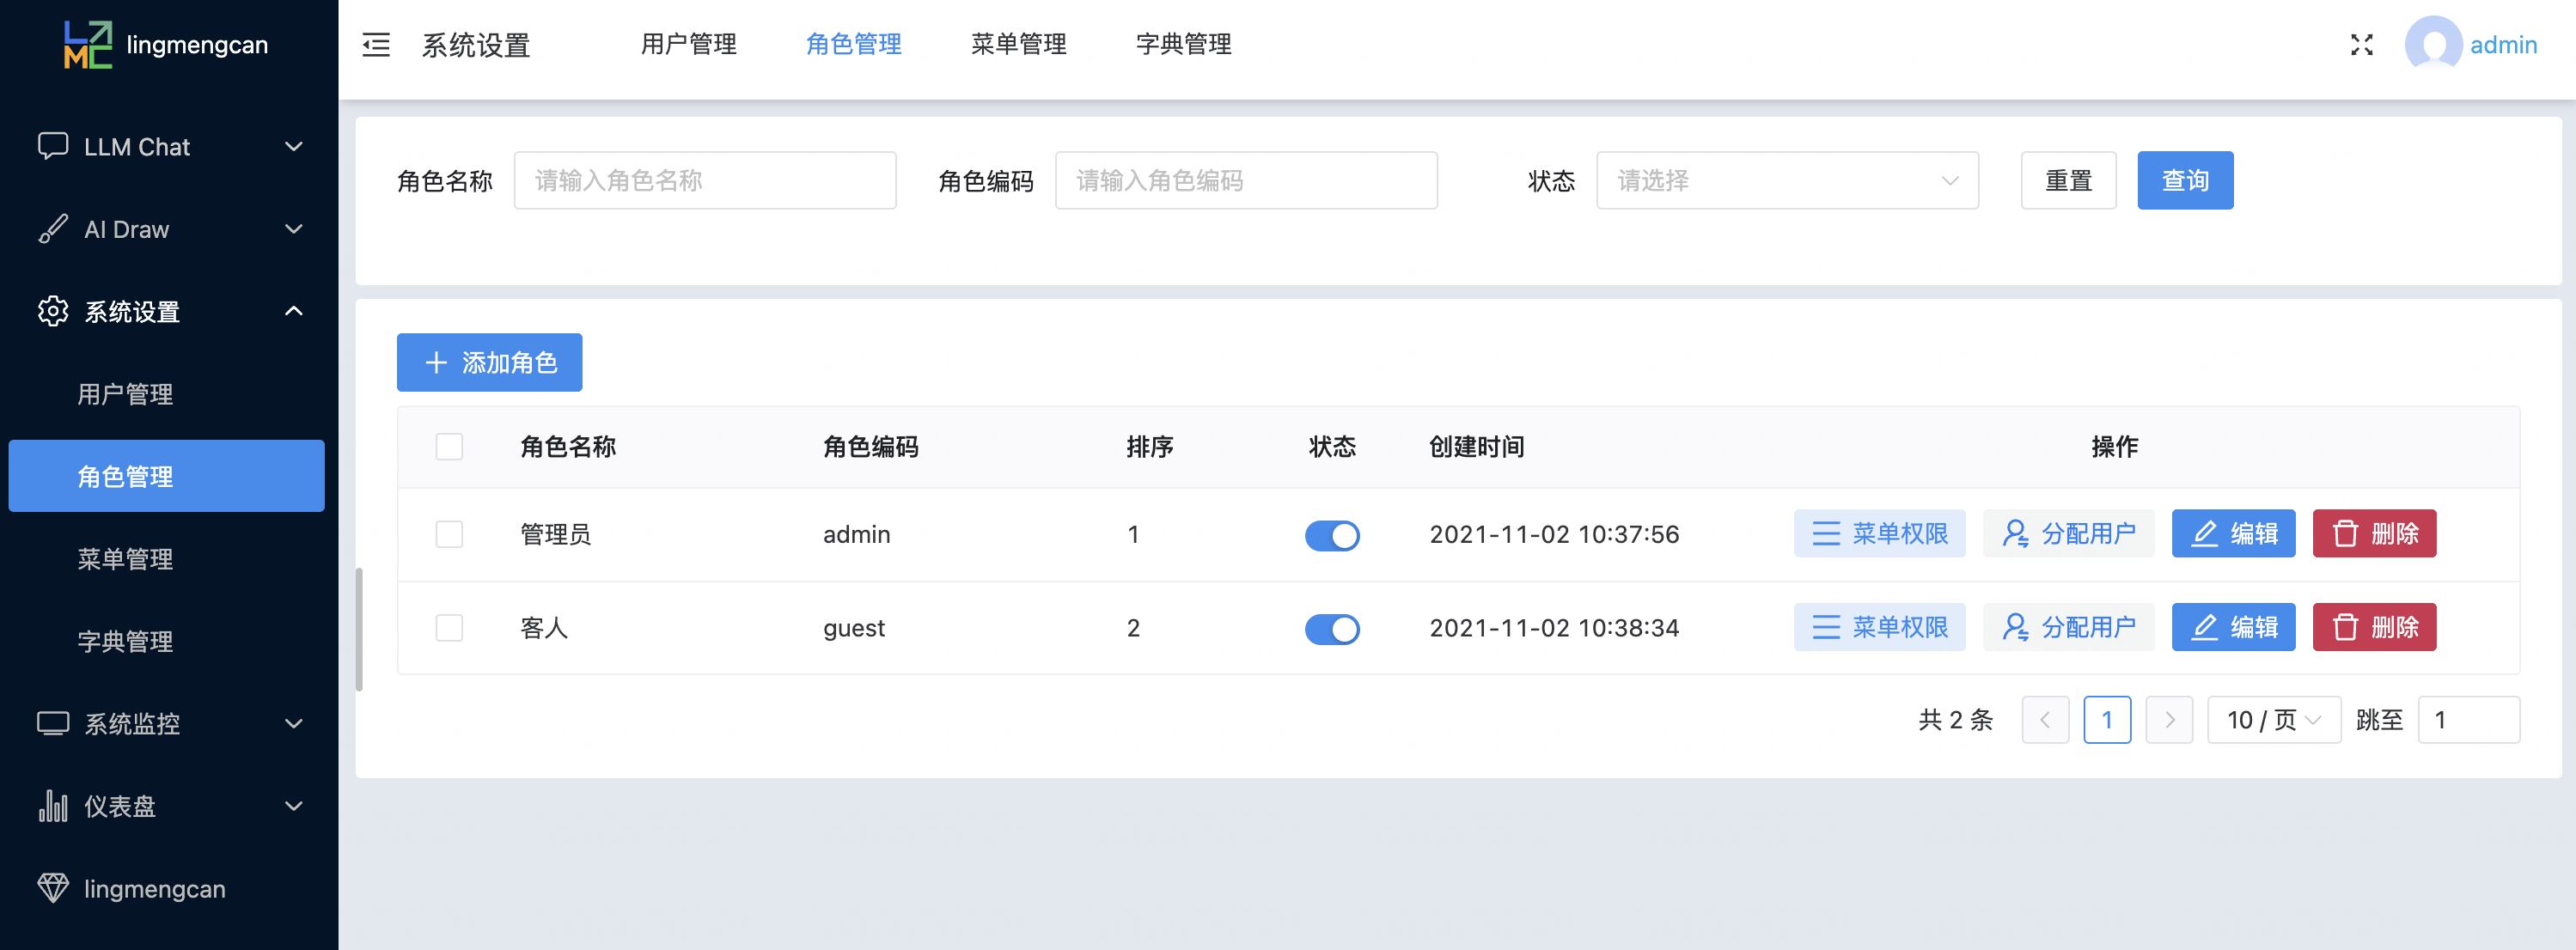 lingmengcan
LLM Chat
AI Draw
系统设置
用户管理
角色管理
菜单管理
字典管理
系统监控
仪表盘
lingmengcan
系统设置 用户管理 角色管理 菜单管理 字典管理 admin
角色名称 请输入角色名称 角色编码 请输入角色编码 状态 请选择 重置 查询
添加角色
角色名称 角色编码 排序 状态 创建时间 操作
管理员 admin 1 2021-11-02 10:37:56 菜单权限 分配用户 编辑 删除
客人 guest 2 2021-11-02 10:38:34 菜单权限 分配用户 编辑 删除
共 2 条 1 10 / 页 跳至 1